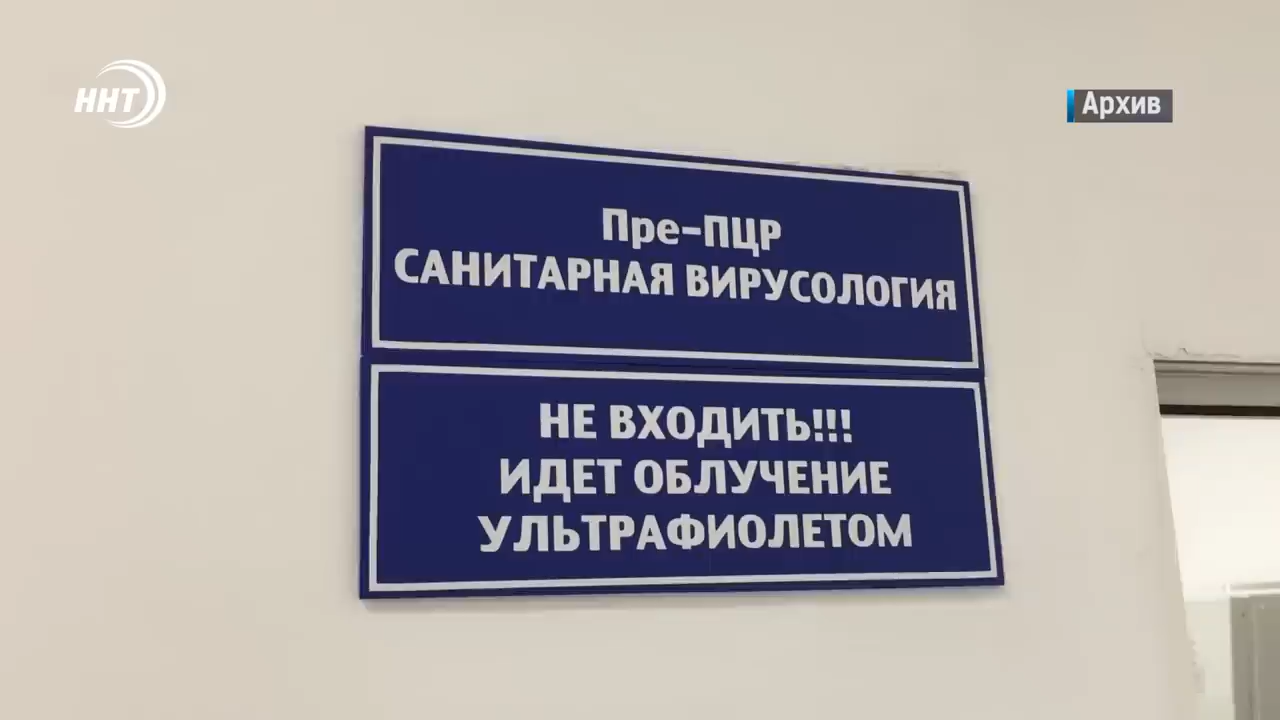 ННТ
Архив
Пре-ПЦР
САНИТАРНАЯ ВИРУСОЛОГИЯ
НЕ ВХОДИТЬ!!!
ИДЕТ ОБЛУЧЕНИЕ
УЛЬТРАФИОЛЕТОМ